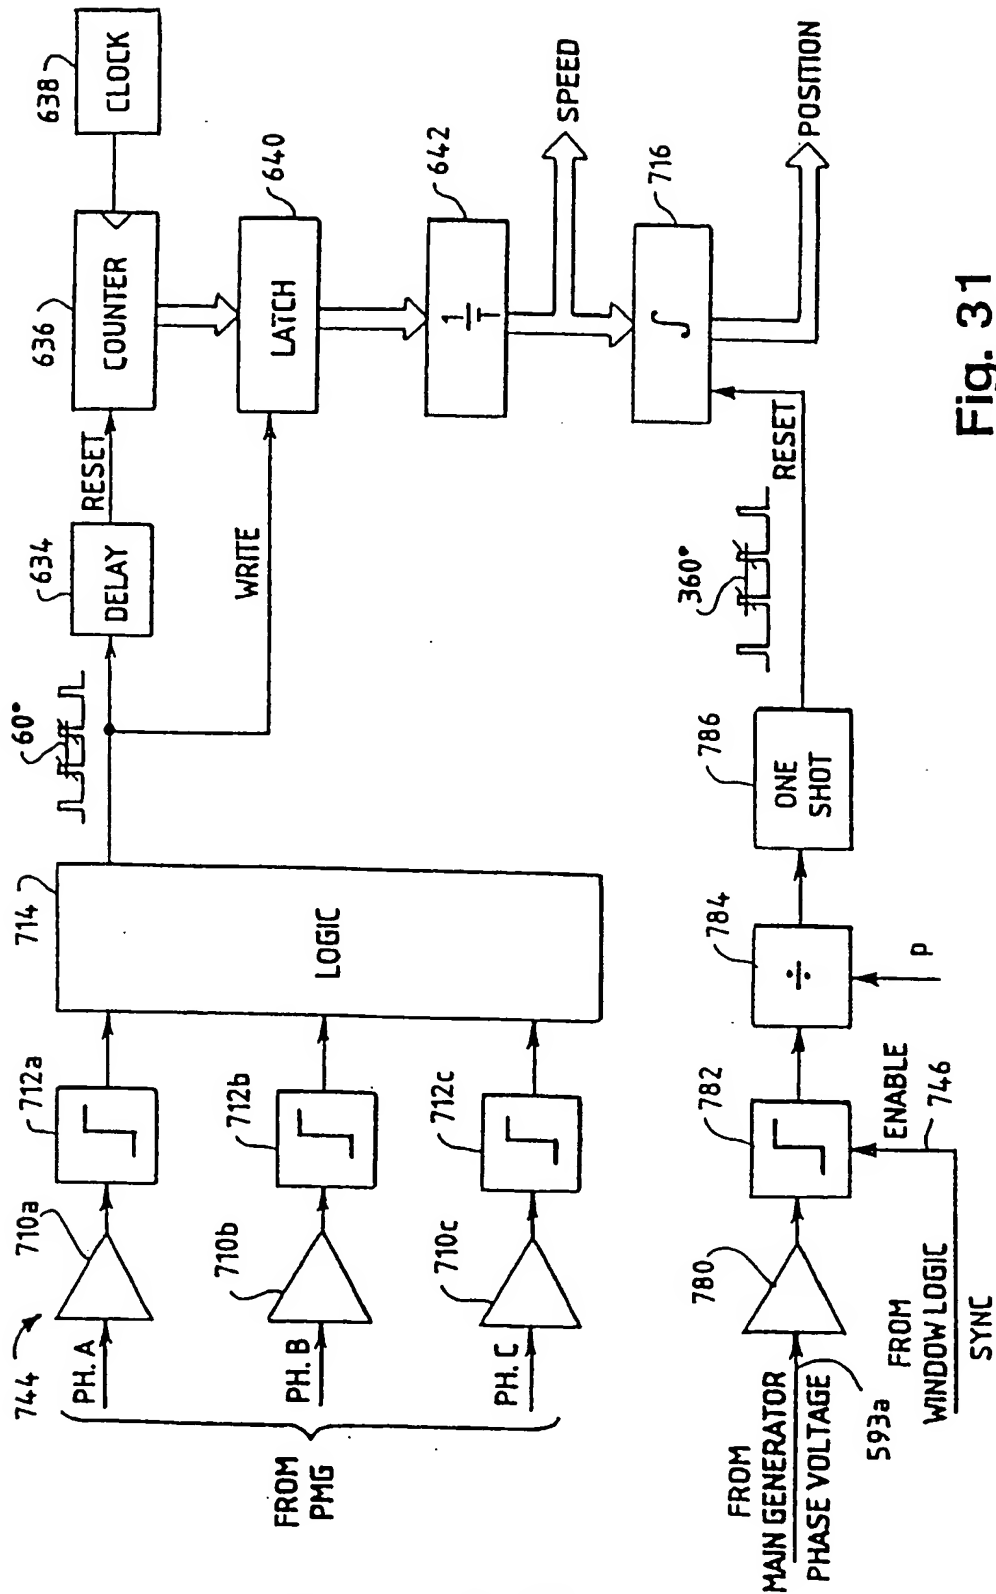 744
FROM
PMG
PH. A
PH. B
PH. C
710a
710b
710c
712a
712b
712c
714
LOGIC
60°
634
DELAY
RESET
WRITE
636
COUNTER
638
CLOCK
640
LATCH
642
1
T
SPEED
716
∫
POSITION
FROM
MAIN GENERATOR
PHASE VOLTAGE
593a
780
782
ENABLE
746
FROM
WINDOW LOGIC
SYNC
784
÷
P
786
ONE
SHOT
360°
RESET
Fig. 31